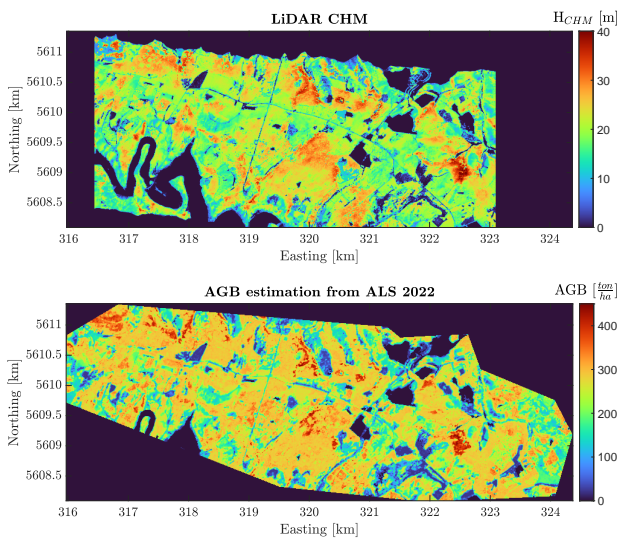 LiDAR CHM
H_{CHM} [m]
5611
5610.5
5610
5609.5
5609
5608.5
Northing [km]
316 317 318 319 320 321 322 323 324
Easting [km]
40
30
20
10
0
AGB estimation from ALS 2022
AGB [ton/ha]
5611
5610.5
5610
5609.5
5609
5608.5
Northing [km]
316 317 318 319 320 321 322 323 324
Easting [km]
400
300
200
100
0